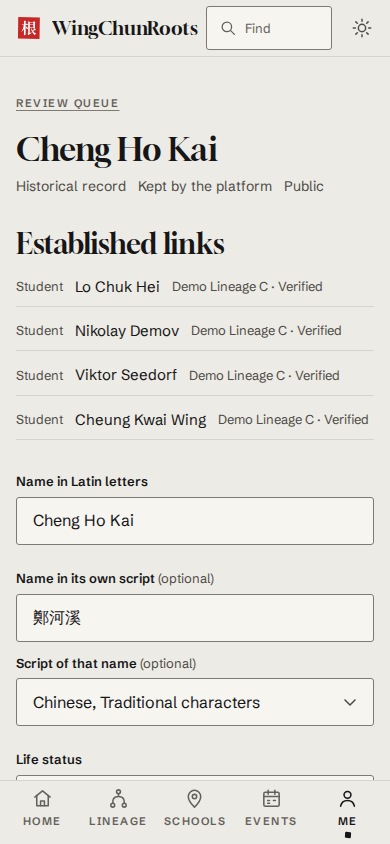 根 WingChunRoots Find
REVIEW QUEUE
Cheng Ho Kai
Historical record Kept by the platform Public
Established links
Student Lo Chuk Hei Demo Lineage C · Verified
Student Nikolay Demov Demo Lineage C · Verified
Student Viktor Seedorf Demo Lineage C · Verified
Student Cheung Kwai Wing Demo Lineage C · Verified
Name in Latin letters
Cheng Ho Kai
Name in its own script (optional)
鄭河溪
Script of that name (optional)
Chinese, Traditional characters
Life status
HOME LINEAGE SCHOOLS EVENTS ME